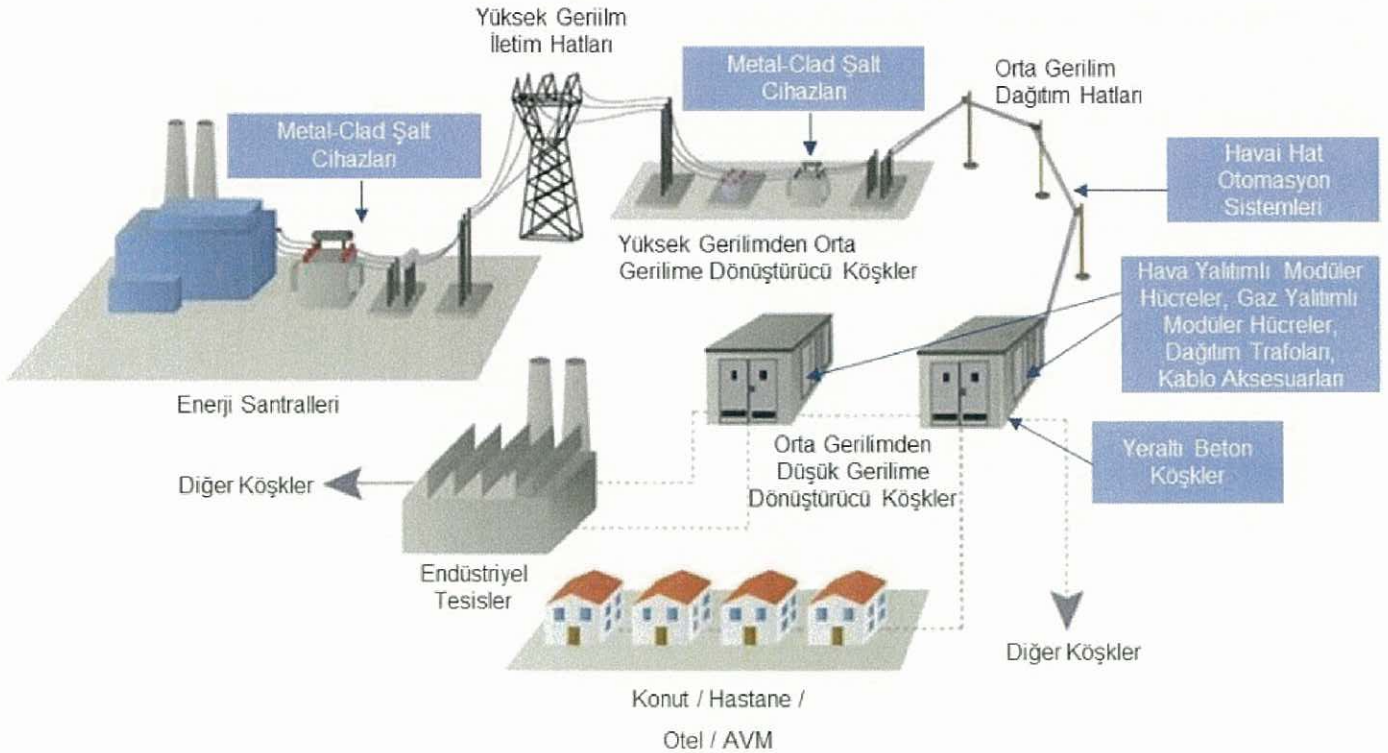 Yüksek Geriilm
İletim Hatları
Metal-Clad Şalt
Cihazları
Orta Gerilim
Dağıtım Hatları
Metal-Clad Şalt
Cihazları
Havai Hat
Otomasyon
Sistemleri
Yüksek Gerilimden Orta
Gerilime Dönüştürücü Köşkler
Hava Yalıtımlı Modüler
Hücreler, Gaz Yalıtımlı
Modüler Hücreler,
Dağıtım Trafoları,
Kablo Aksesuarları
Enerji Santralleri
Orta Gerilimden
Düşük Gerilime
Dönüştürücü Köşkler
Yeraltı Beton
Köşkler
Diğer Köşkler
Endüstriyel
Tesisler
Diğer Köşkler
Konut / Hastane /
Otel / AVM